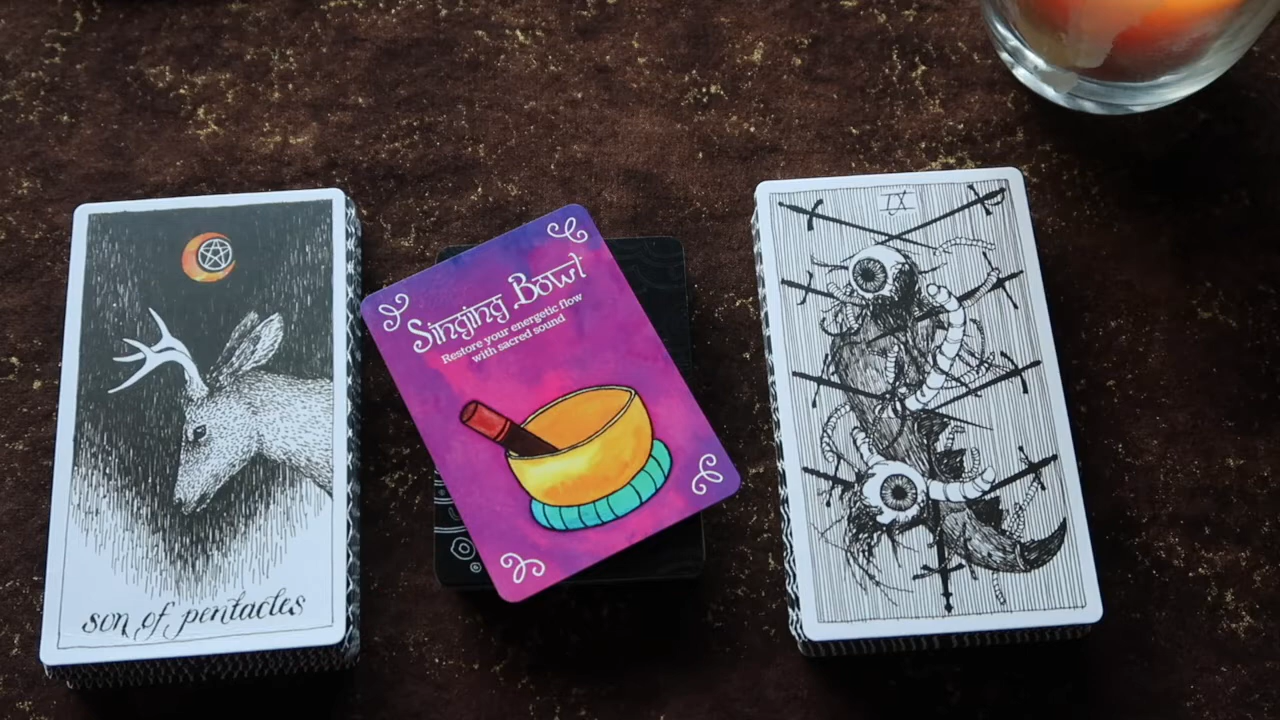 son of pentacles
Singing Bowl
Restore your energetic flow
with sacred sound
IX